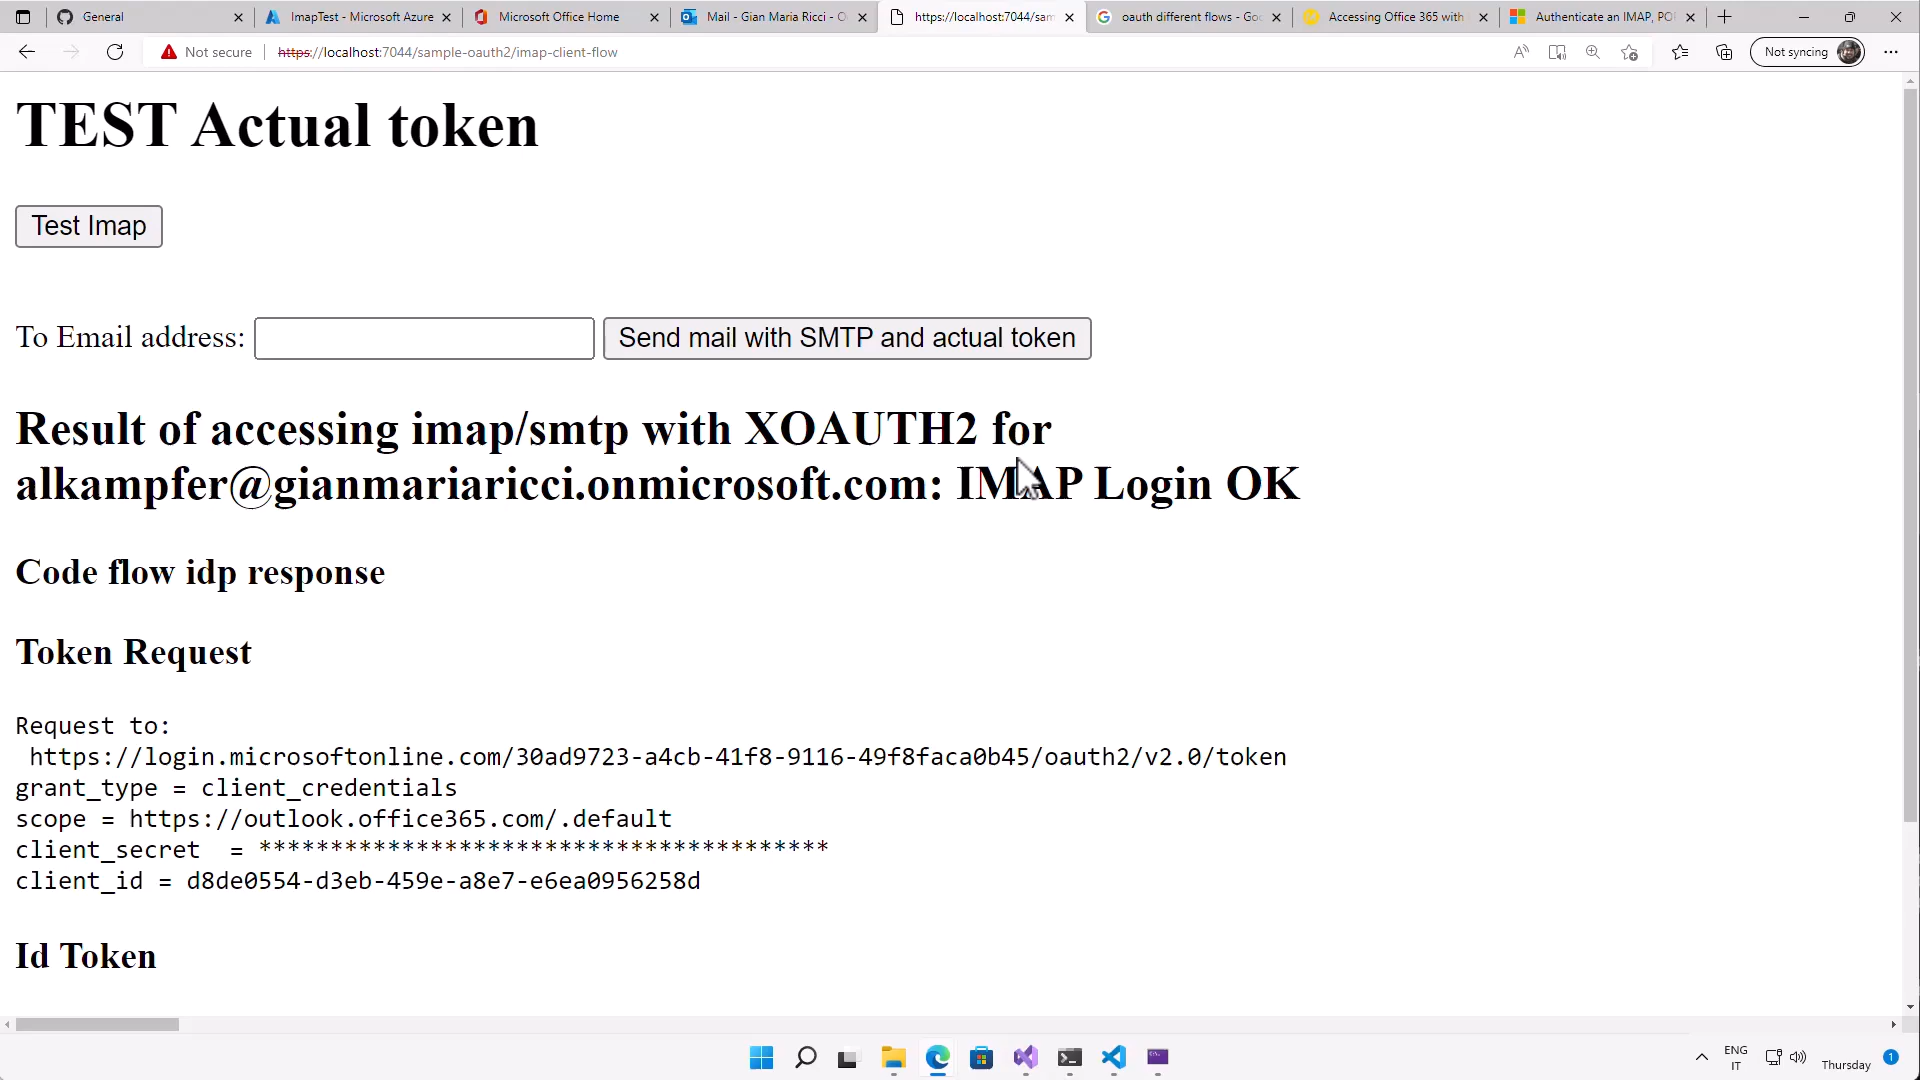 General
ImapTest - Microsoft Azure
Microsoft Office Home
Mail - Gian Maria Ricci - O
https://localhost:7044/sam
oauth different flows - Goo
Accessing Office 365 with
Authenticate an IMAP, PO
Not secure
https://localhost:7044/sample-oauth2/imap-client-flow
Not syncing
TEST Actual token
Test Imap
To Email address:
Send mail with SMTP and actual token
Result of accessing imap/smtp with XOAUTH2 for
alkampfer@gianmariaricci.onmicrosoft.com: IMAP Login OK
Code flow idp response
Token Request
Request to:
https://login.microsoftonline.com/30ad9723-a4cb-41f8-9116-49f8faca0b45/oauth2/v2.0/token
grant_type = client_credentials
scope = https://outlook.office365.com/.default
client_secret  = ****************************************
client_id = d8de0554-d3eb-459e-a8e7-e6ea0956258d
Id Token
ENG
IT
Thursday
1